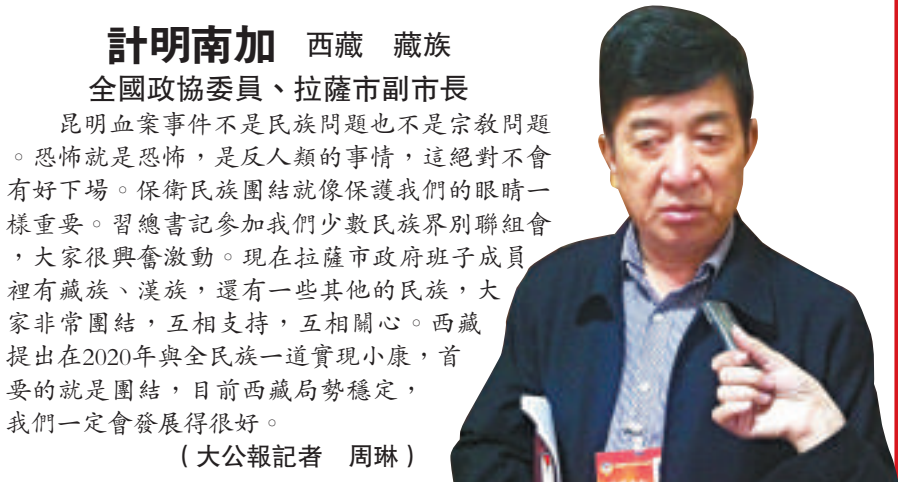 計明南加 西藏 藏族
全國政協委員、拉薩市副市長
昆明血案事件不是民族問題也不是宗教問題
。恐怖就是恐怖，是反人類的事情，這絕對不會
有好下場。保衛民族團結就像保護我們的眼睛一
樣重要。習總書記參加我們少數民族界別聯組會
，大家很興奮激動。現在拉薩市政府班子成員
裡有藏族、漢族，還有一些其他的民族，大
家非常團結，互相支持，互相關心。西藏
提出在2020年與全民族一道實現小康，首
要的就是團結，目前西藏局勢穩定，
我們一定會發展得很好。
（大公報記者 周琳）